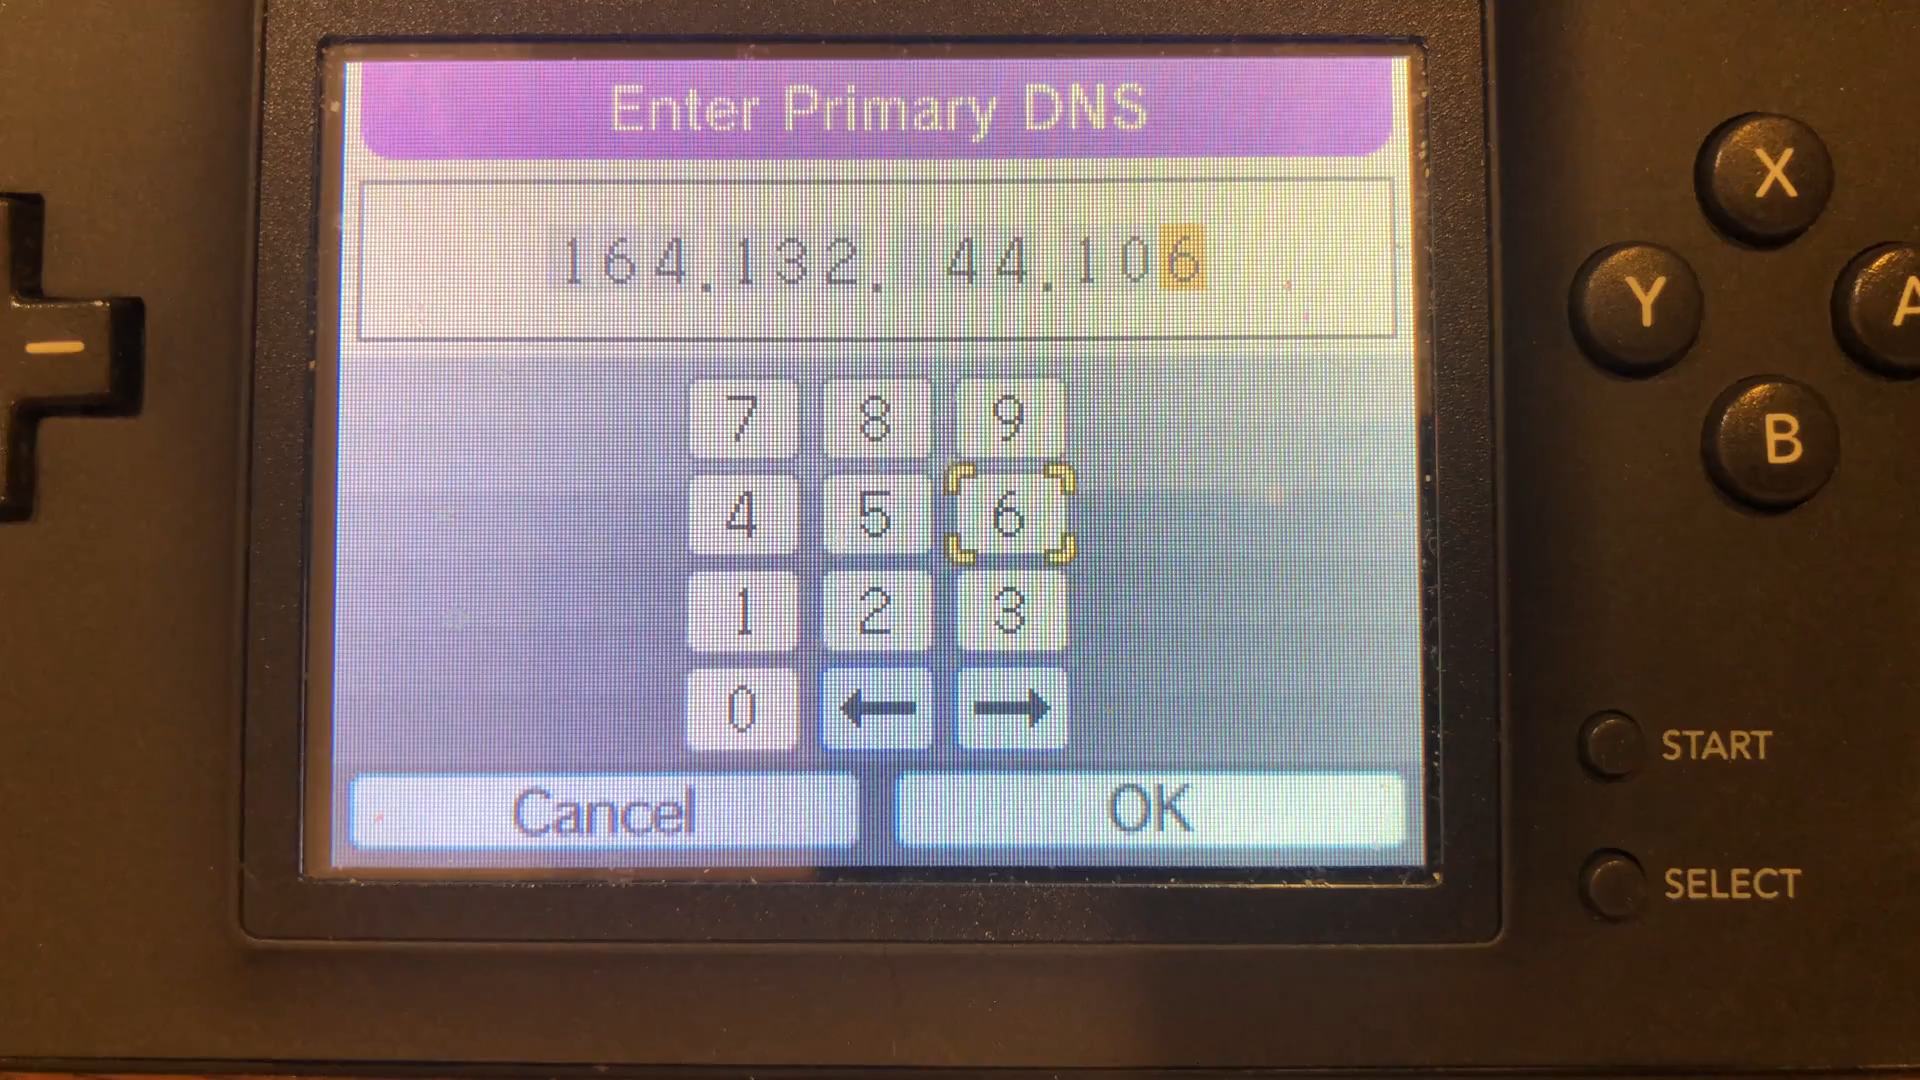 Enter Primary DNS
164.132. 44.106
7 8 9
4 5 6
1 2 3
0 ← →
Cancel OK
X
Y A
B
START
SELECT